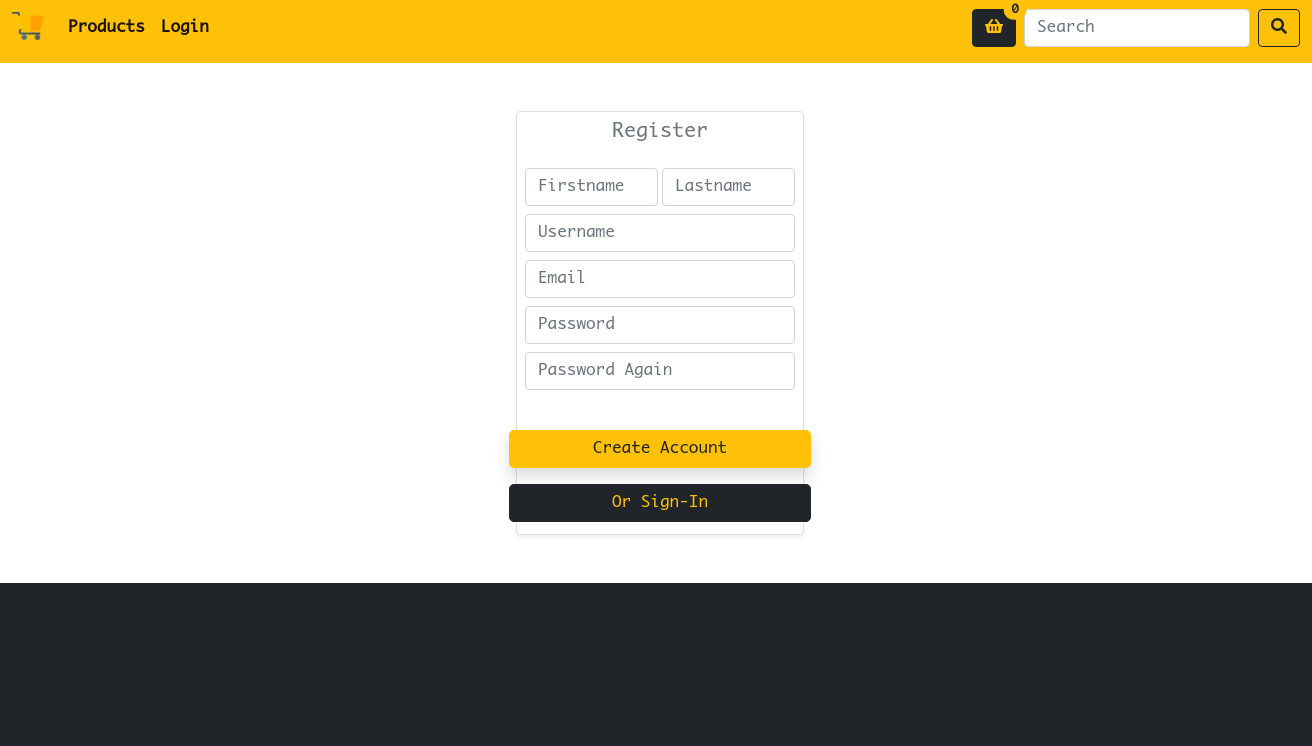 Products Login 0 Search
Register
Firstname Lastname
Username
Email
Password
Password Again
Create Account
Or Sign-In